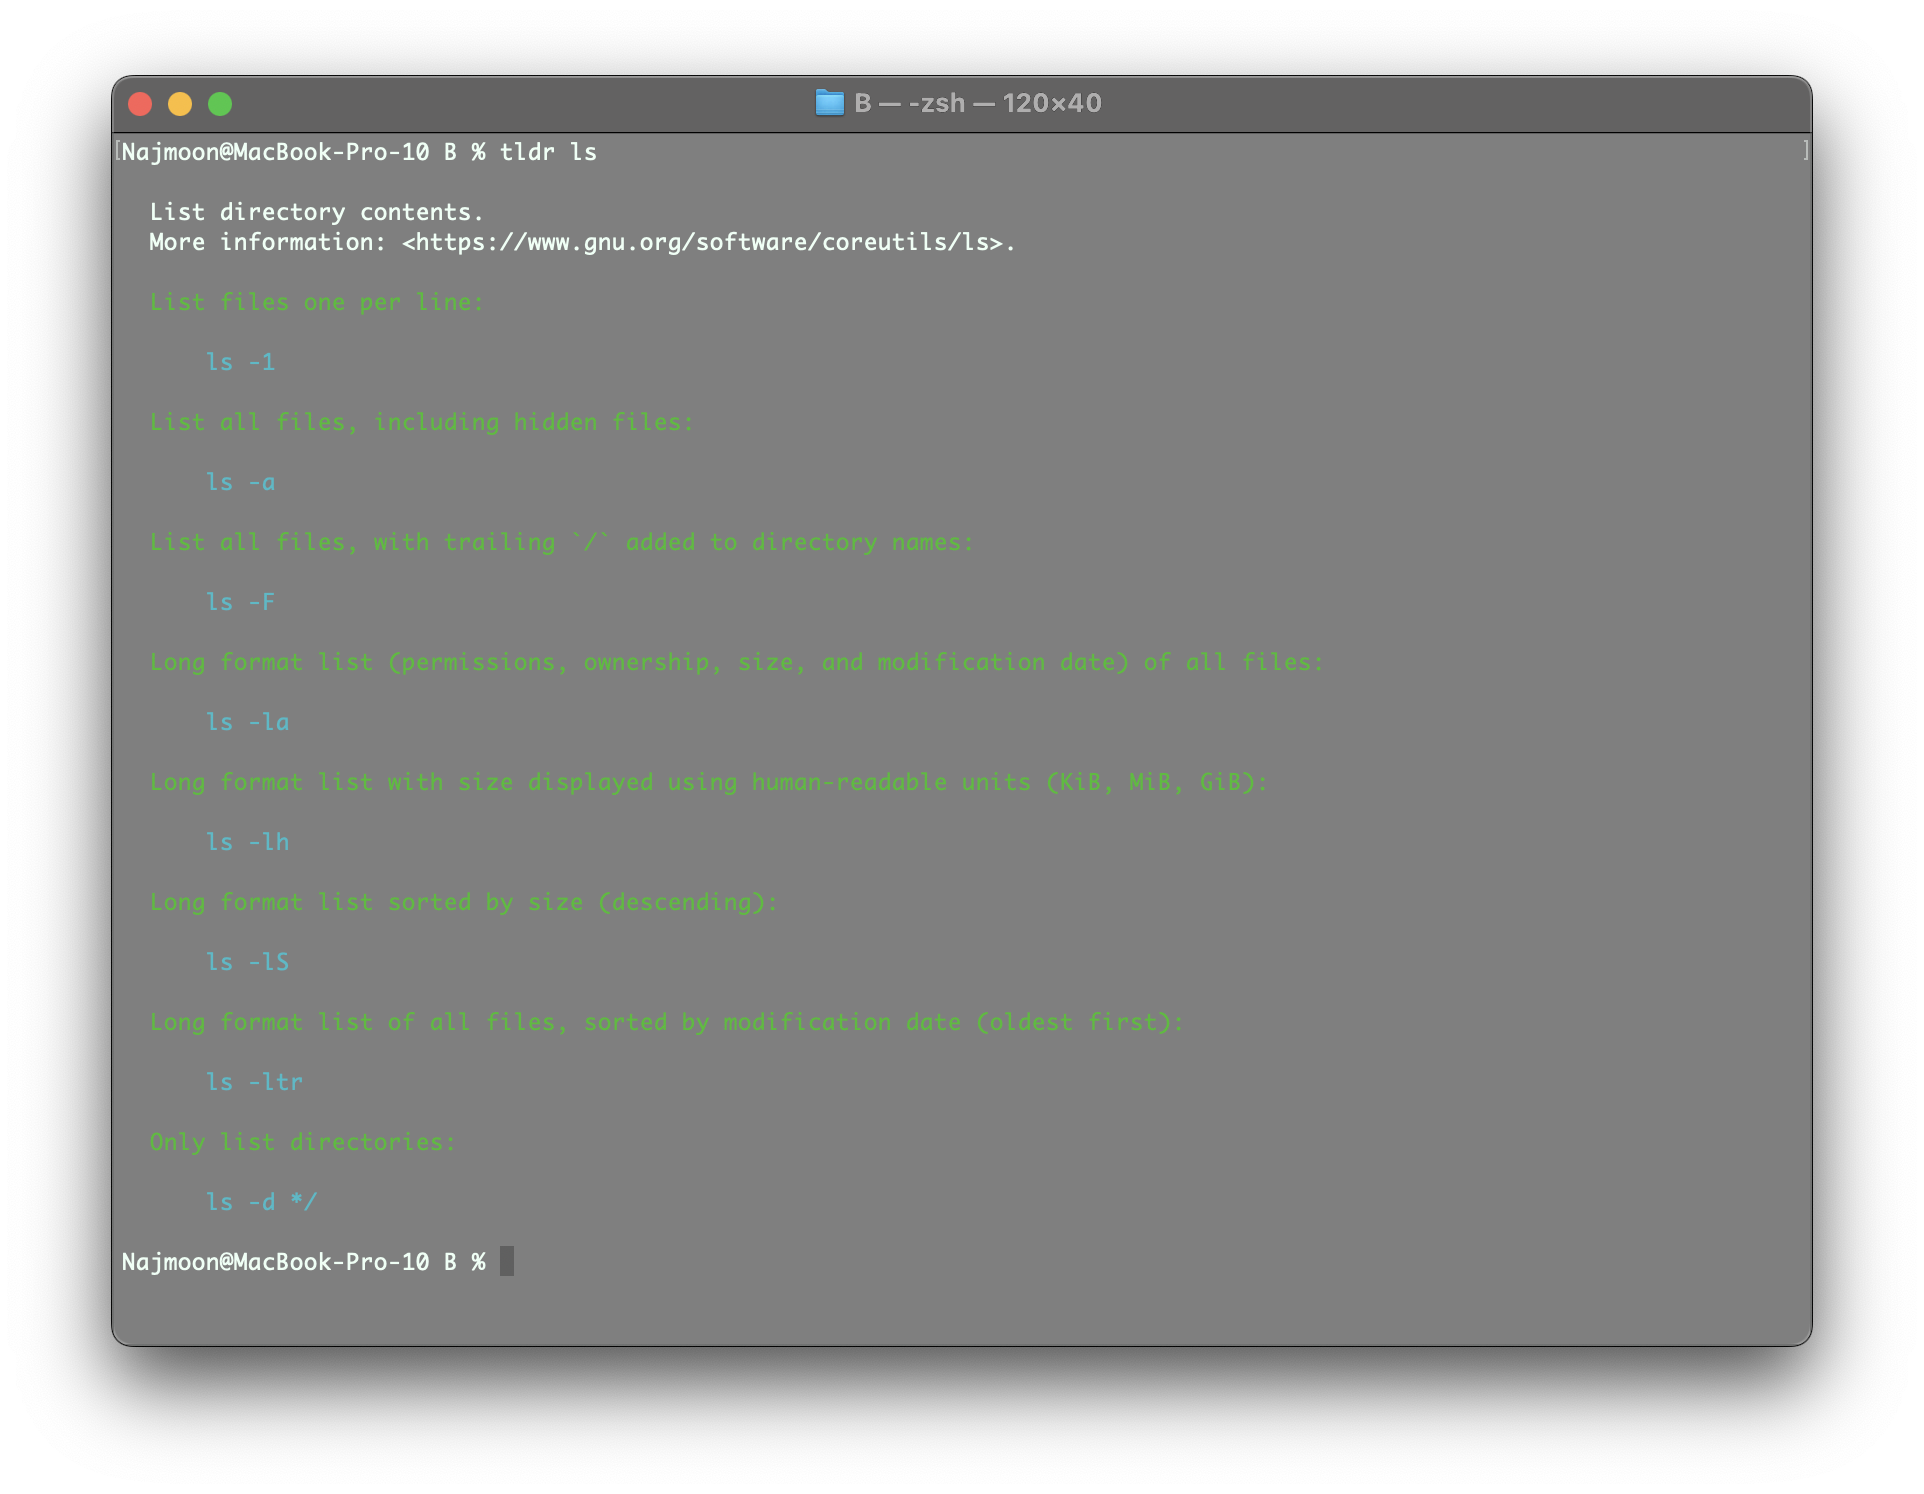 B — -zsh — 120×40
[Najmoon@MacBook-Pro-10 B % tldr ls ]
List directory contents.
More information: <https://www.gnu.org/software/coreutils/ls>.
List files one per line:
ls -1
List all files, including hidden files:
ls -a
List all files, with trailing `/` added to directory names:
ls -F
Long format list (permissions, ownership, size, and modification date) of all files:
ls -la
Long format list with size displayed using human-readable units (KiB, MiB, GiB):
ls -lh
Long format list sorted by size (descending):
ls -lS
Long format list of all files, sorted by modification date (oldest first):
ls -ltr
Only list directories:
ls -d */
Najmoon@MacBook-Pro-10 B %